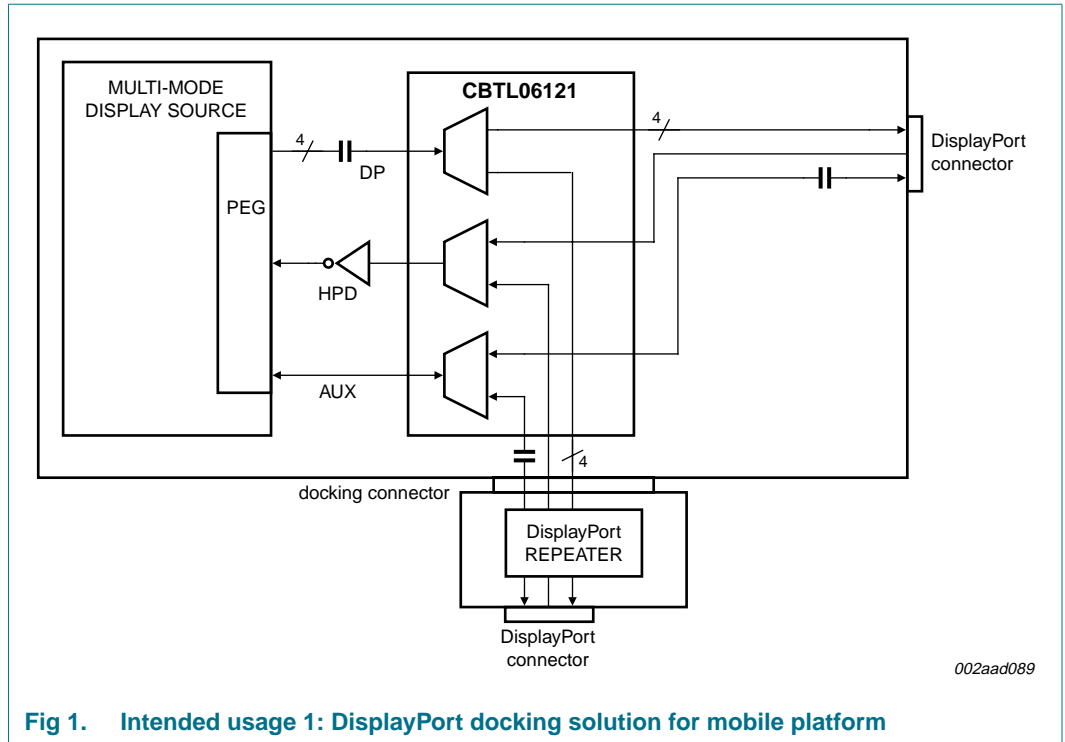 MULTI-MODE
DISPLAY SOURCE
CBTL06121
4
DP
4
DisplayPort
connector
PEG
HPD
AUX
4
docking connector
DisplayPort
REPEATER
DisplayPort
connector
002aad089
Fig 1. Intended usage 1: DisplayPort docking solution for mobile platform